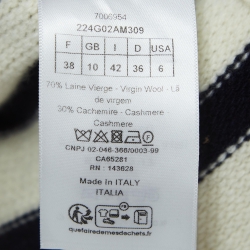 7000954
224G02AM309
F GB I D USA
38 10 42 36 6
70% Laine Vierge - Virgin Wool - Lã
de virgem
30% Cachemire - Cashmere
Cashmere
CNPJ 02-046-368/0003-99
CA65281
RN : 143628
Made in ITALY
ITALIA
FR
quefairedemesdechets.fr